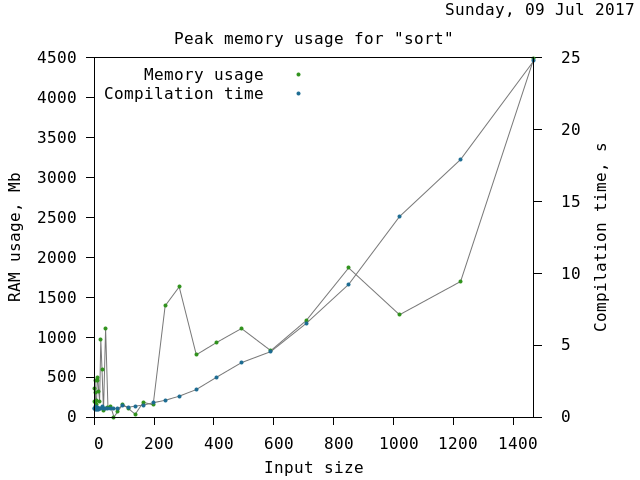 Sunday, 09 Jul 2017
Peak memory usage for "sort"
Memory usage
Compilation time
RAM usage, Mb
4500
4000
3500
3000
2500
2000
1500
1000
500
0
25
20
15
10
5
0
Compilation time, s
0 200 400 600 800 1000 1200 1400
Input size